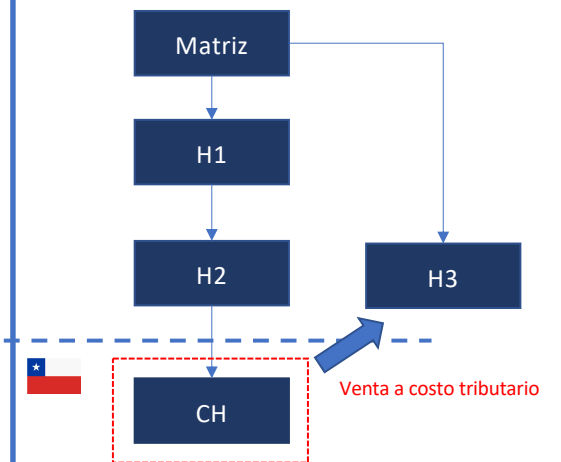 Matriz
H1
H2
H3
CH
Venta a costo tributario